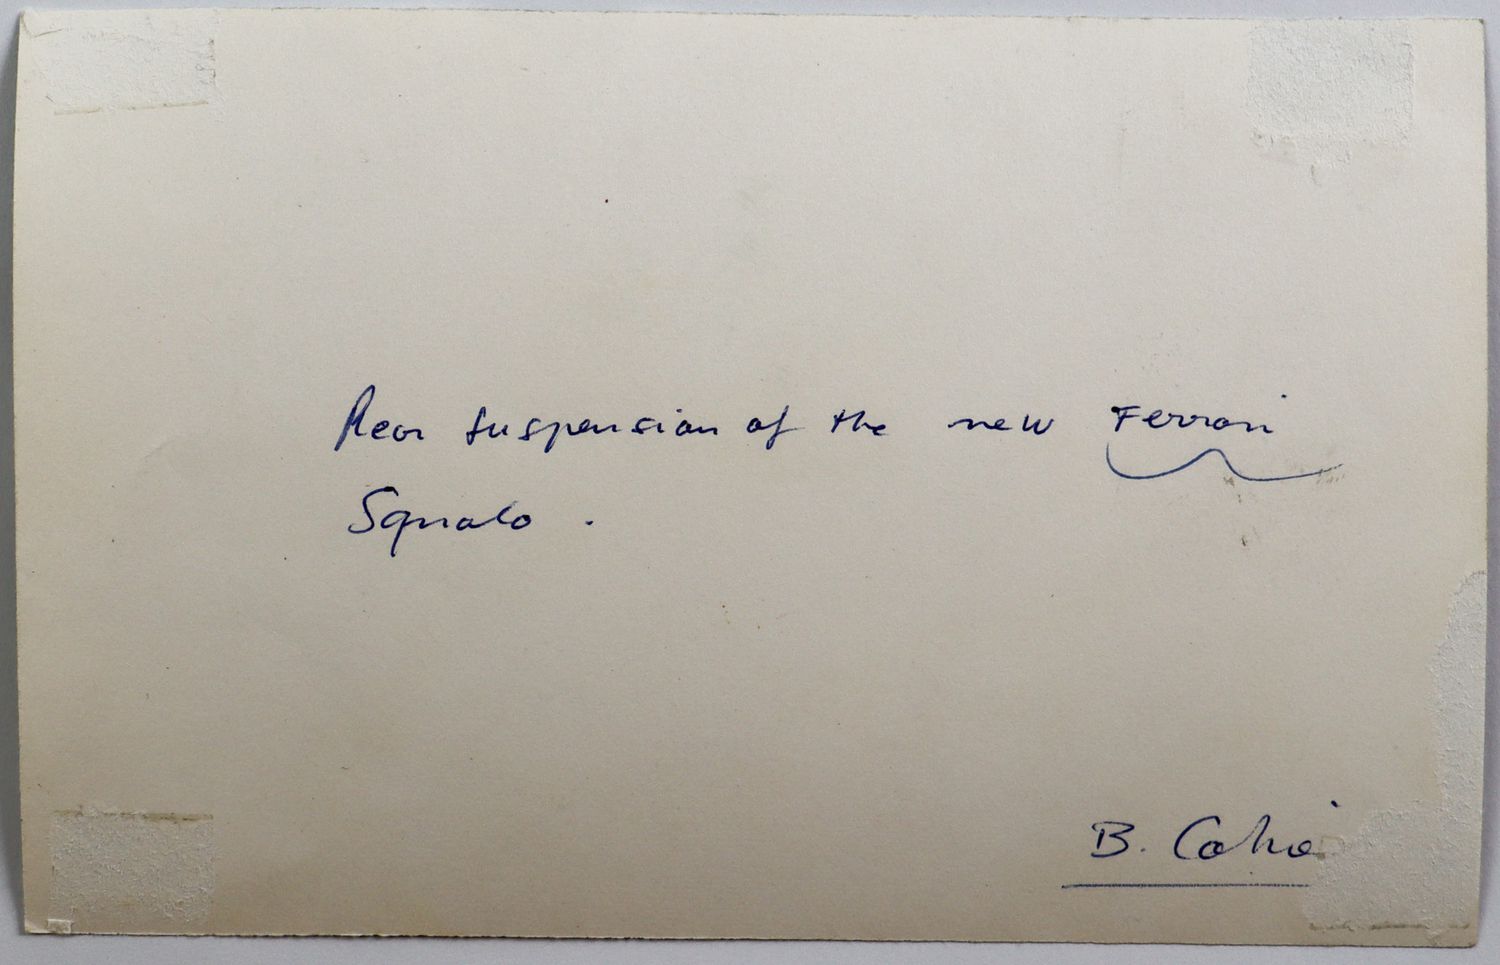 Rear suspension of the new Ferrari
Squalo .
B. Cahier